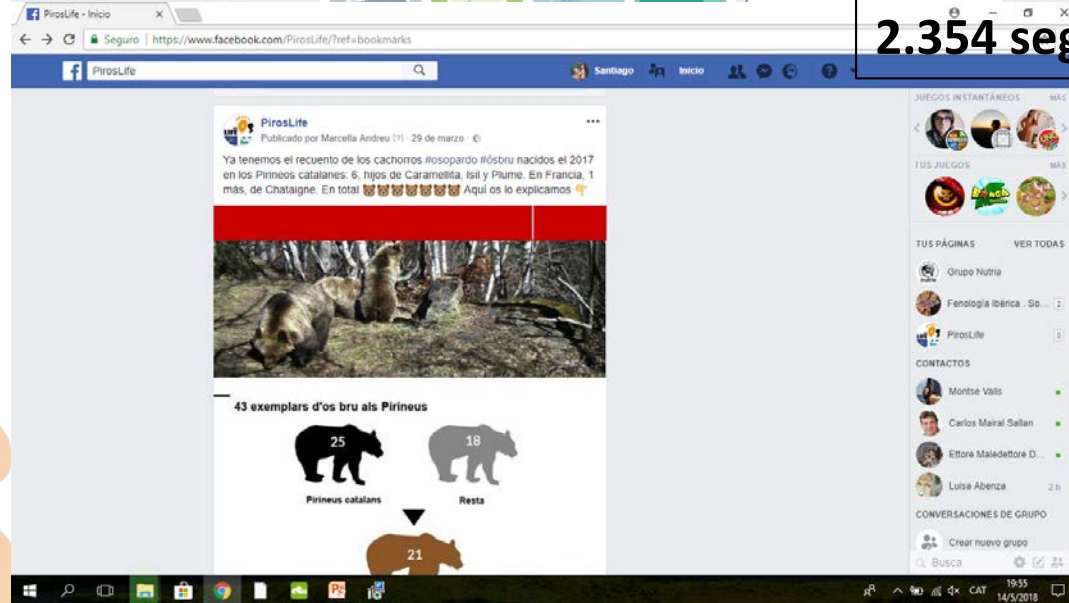 PirosLife - Inicio
2.354 seg
Seguro | https://www.facebook.com/PirosLife/?ref=bookmarks
PirosLife
Santiago
Inicio
PirosLife
Publicado por Marcella Andreu [?] · 29 de marzo ·
Ya tenemos el recuento de los cachorros #osopardo #ósbru nacidos el 2017
en los Pirineos catalanes: 6, hijos de Caramellita, Isil y Plume. En Francia, 1
más, de Chataigne. En total 🐻🐻🐻🐻🐻🐻🐻 Aquí os lo explicamos 👇
43 exemplars d'os bru als Pirineus
25
18
Pirineus catalans
Resta
21
JUEGOS INSTANTÁNEOS
MÁS
TUS JUEGOS
MÁS
TUS PÁGINAS
VER TODAS
Grupo Nutria
Fenología Ibérica . So...
2
PirosLife
CONTACTOS
Montse Valls
Carlos Mairal Sallan
Ettore Maledettore D...
Luisa Abenza
2 h
CONVERSACIONES DE GRUPO
Crear nuevo grupo
Busca
CAT
19:55
14/5/2018